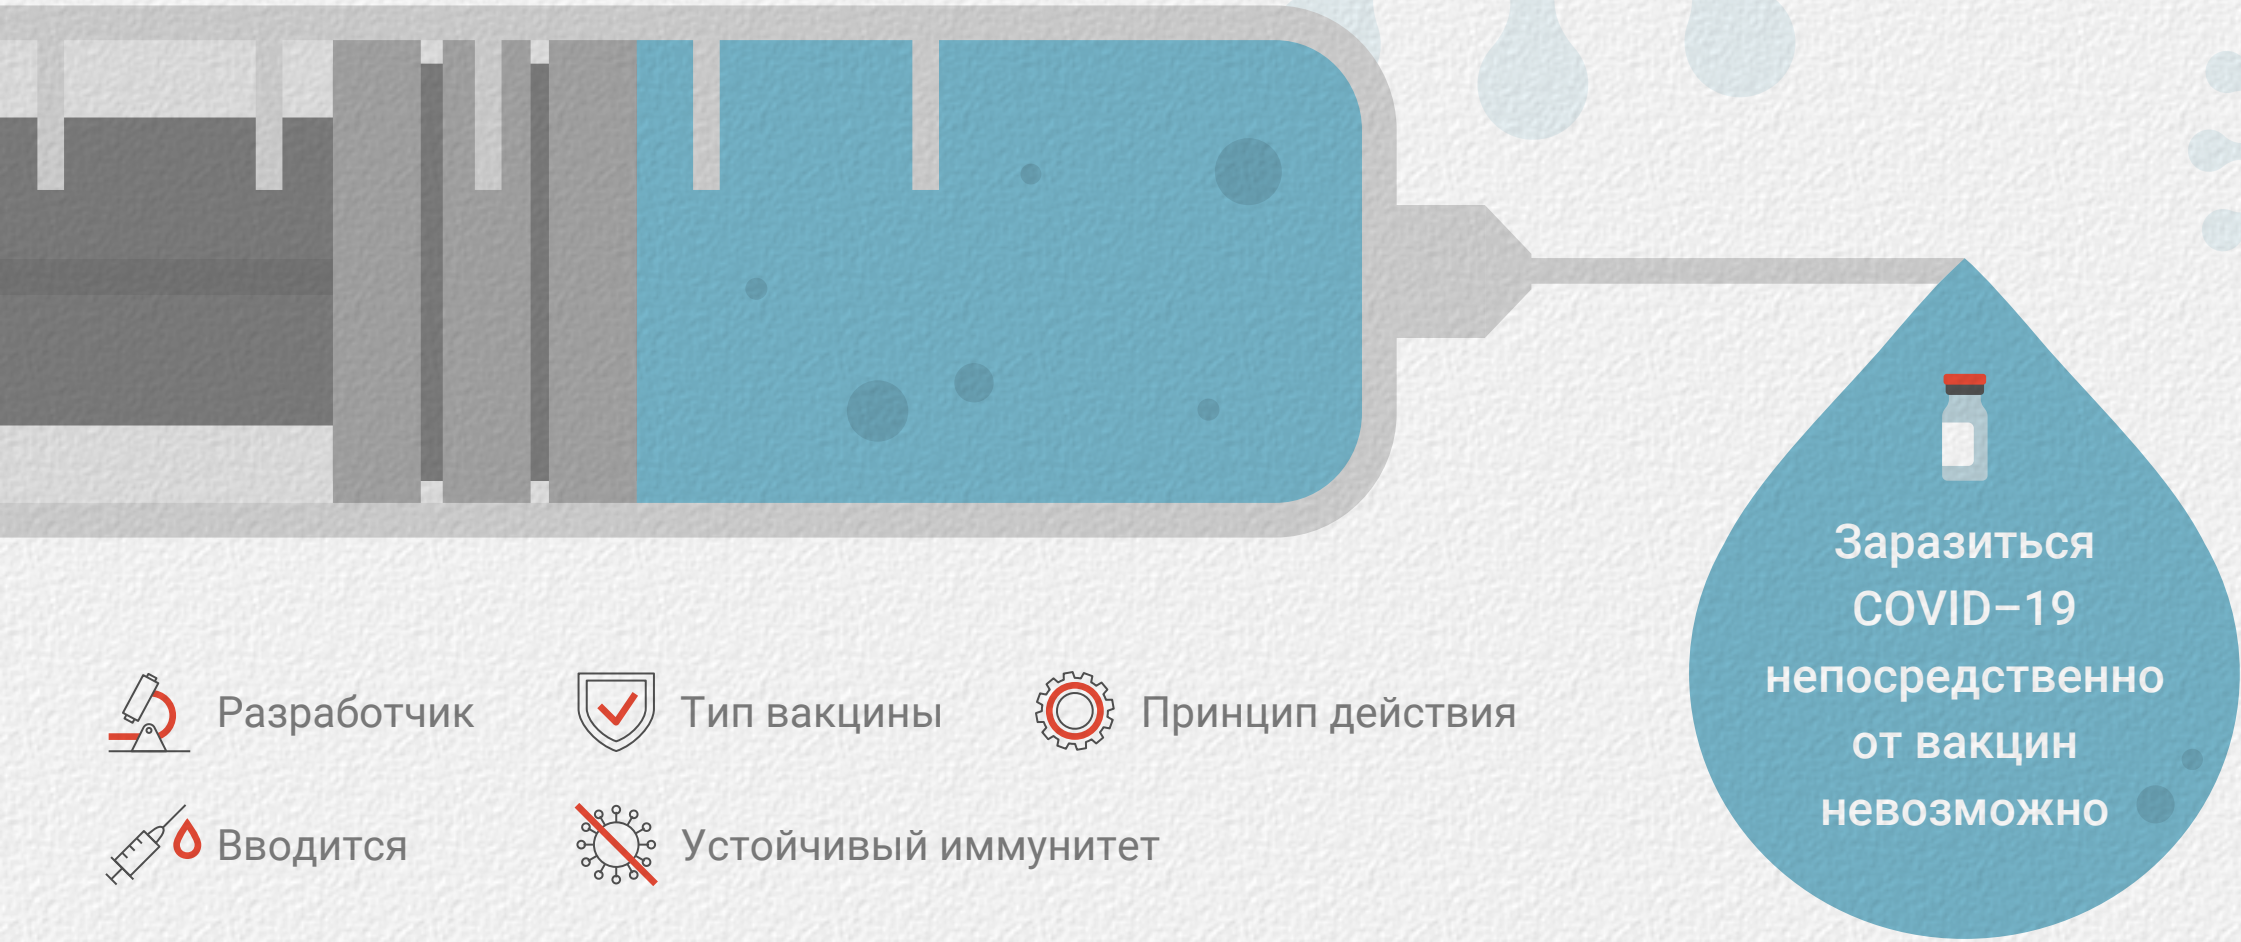 Заразиться
COVID–19
непосредственно
от вакцин
невозможно
Разработчик
Тип вакцины
Принцип действия
Вводится
Устойчивый иммунитет